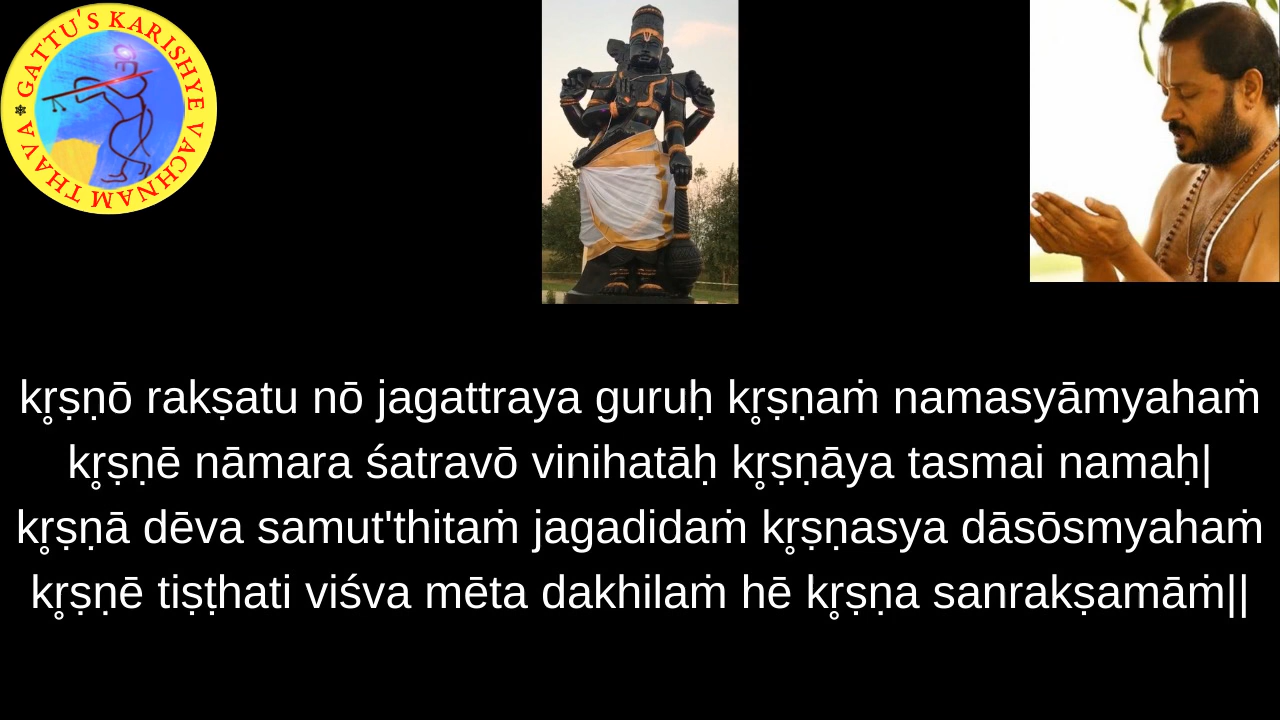 GATTU'S KARISHYE VACHNAM THAVA
kr̥ṣṇō rakṣatu nō jagattraya guruḥ kr̥ṣṇaṁ namasyāmyahaṁ
kr̥ṣṇē nāmara śatravō vinihatāḥ kr̥ṣṇāya tasmai namaḥ|
kr̥ṣṇā dēva samut'thitaṁ jagadidaṁ kr̥ṣṇasya dāsōsmyahaṁ
kr̥ṣṇē tiṣṭhati viśva mēta dakhilaṁ hē kr̥ṣṇa sanrakṣamāṁ||